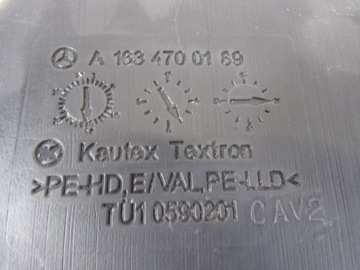 A 163 470 01 89
Kautex Textron
>PE-HD,E/VAL,PE-LLD<
TÜ1 0590201 CAV2